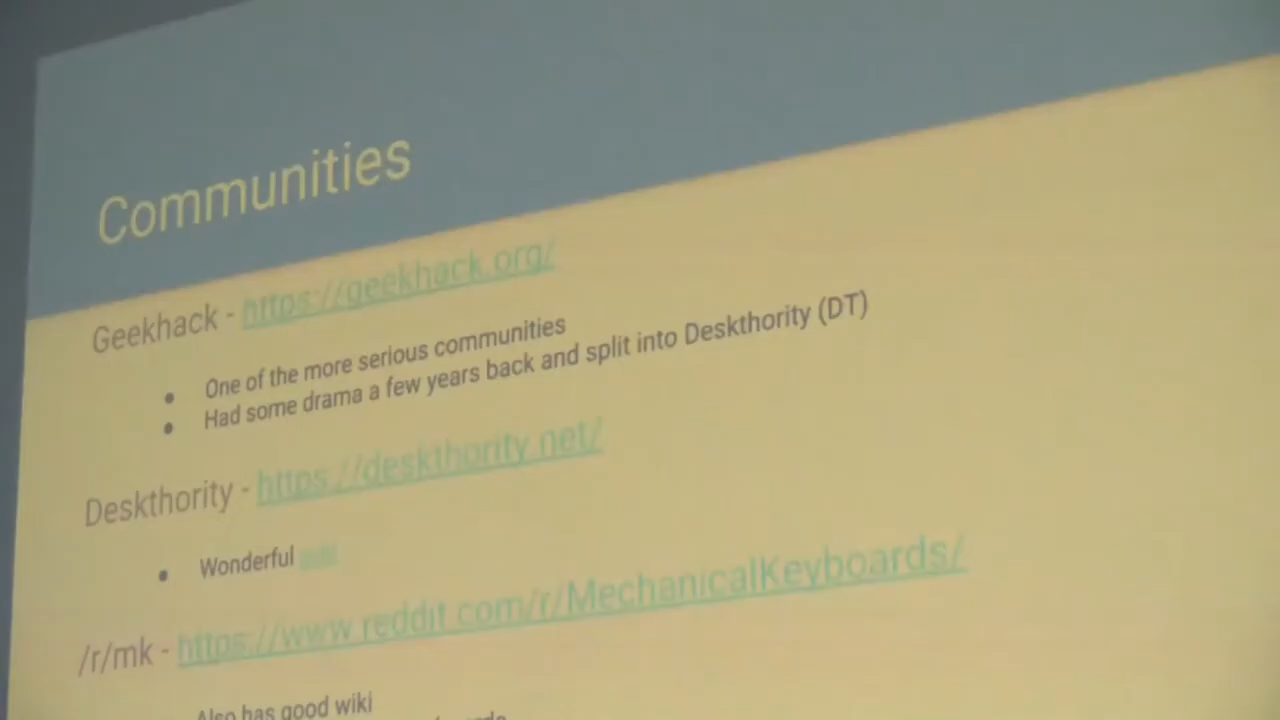 Communities
Geekhack - https://geekhack.org/
● One of the more serious communities
● Had some drama a few years back and split into Deskthority (DT)
Deskthority - https://deskthority.net/
● Wonderful
/r/mk - https://www.reddit.com/r/MechanicalKeyboards/
Also has good wiki